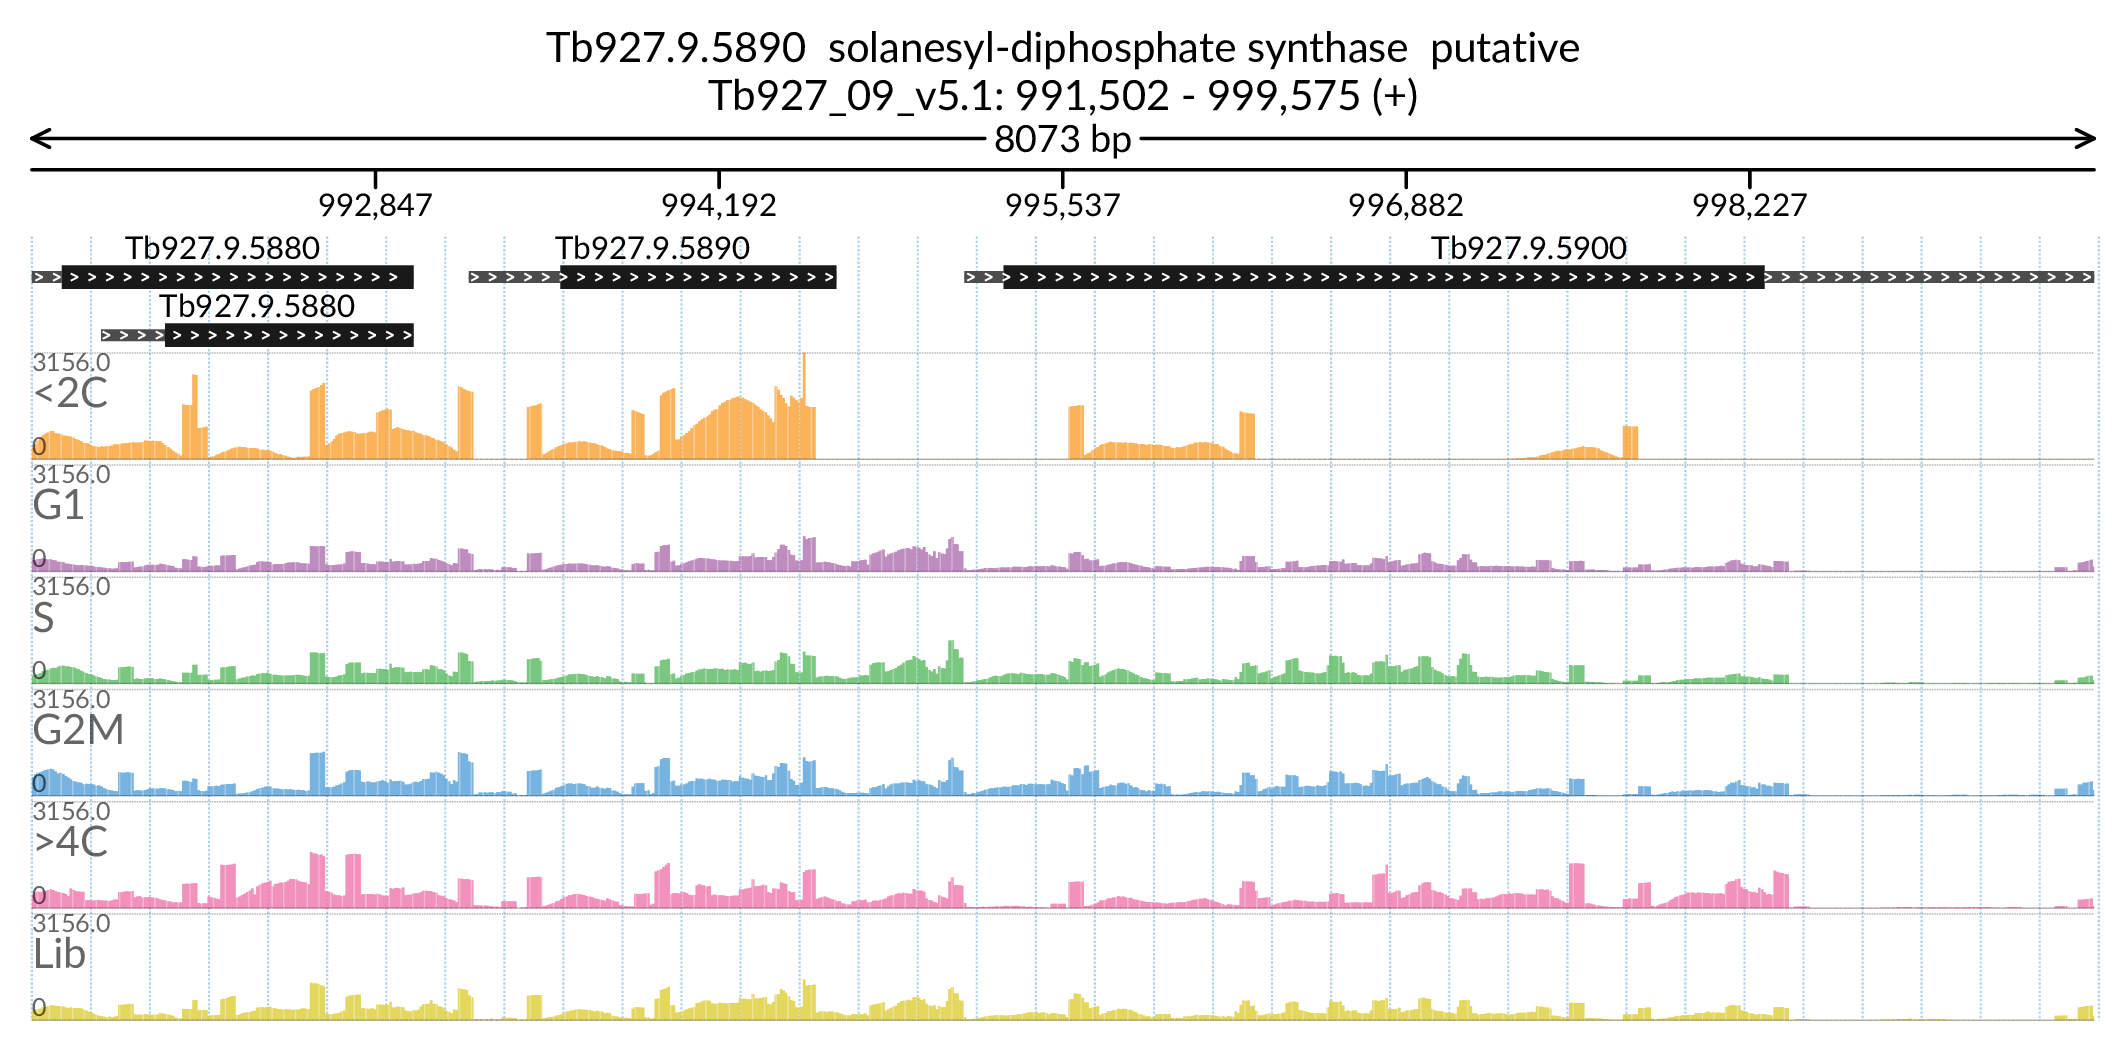 Tb927.9.5890  solanesyl-diphosphate synthase  putative
Tb927_09_v5.1: 991,502 - 999,575 (+)
8073 bp
992,847 994,192 995,537 996,882 998,227
Tb927.9.5880 Tb927.9.5890 Tb927.9.5900
Tb927.9.5880
3156.0
<2C
0
3156.0
G1
0
3156.0
S
0
3156.0
G2M
0
3156.0
>4C
0
3156.0
Lib
0